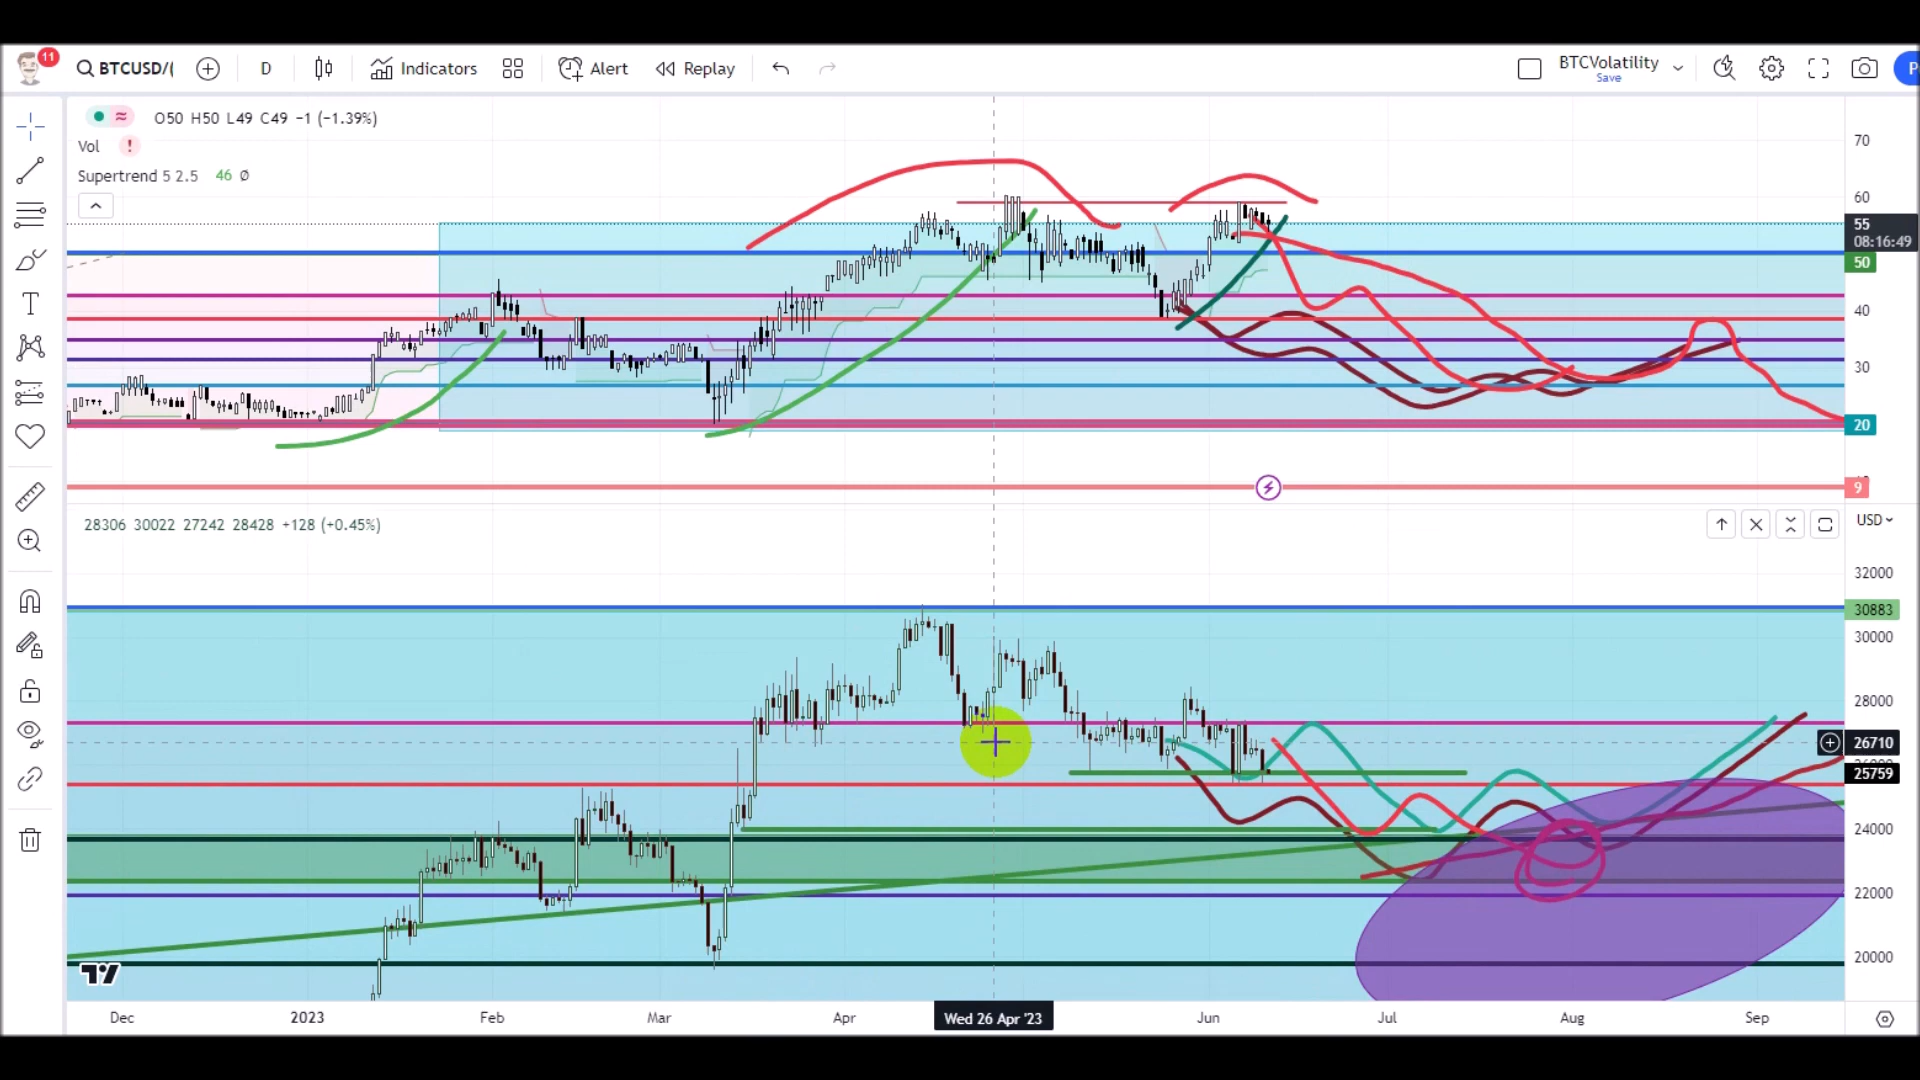 11
BTCUSD/(
D
Indicators
Alert
Replay
BTCVolatility
Save
P
O50 H50 L49 C49 −1 (−1.39%)
Vol !
Supertrend 5 2.5 46 Ø
70
60
55
08:16:49
50
40
30
20
9
28306 30022 27242 28428 +128 (+0.45%)
USD
32000
30883
30000
28000
26710
25759
24000
22000
20000
Dec 2023 Feb Mar Apr Wed 26 Apr '23 Jun Jul Aug Sep